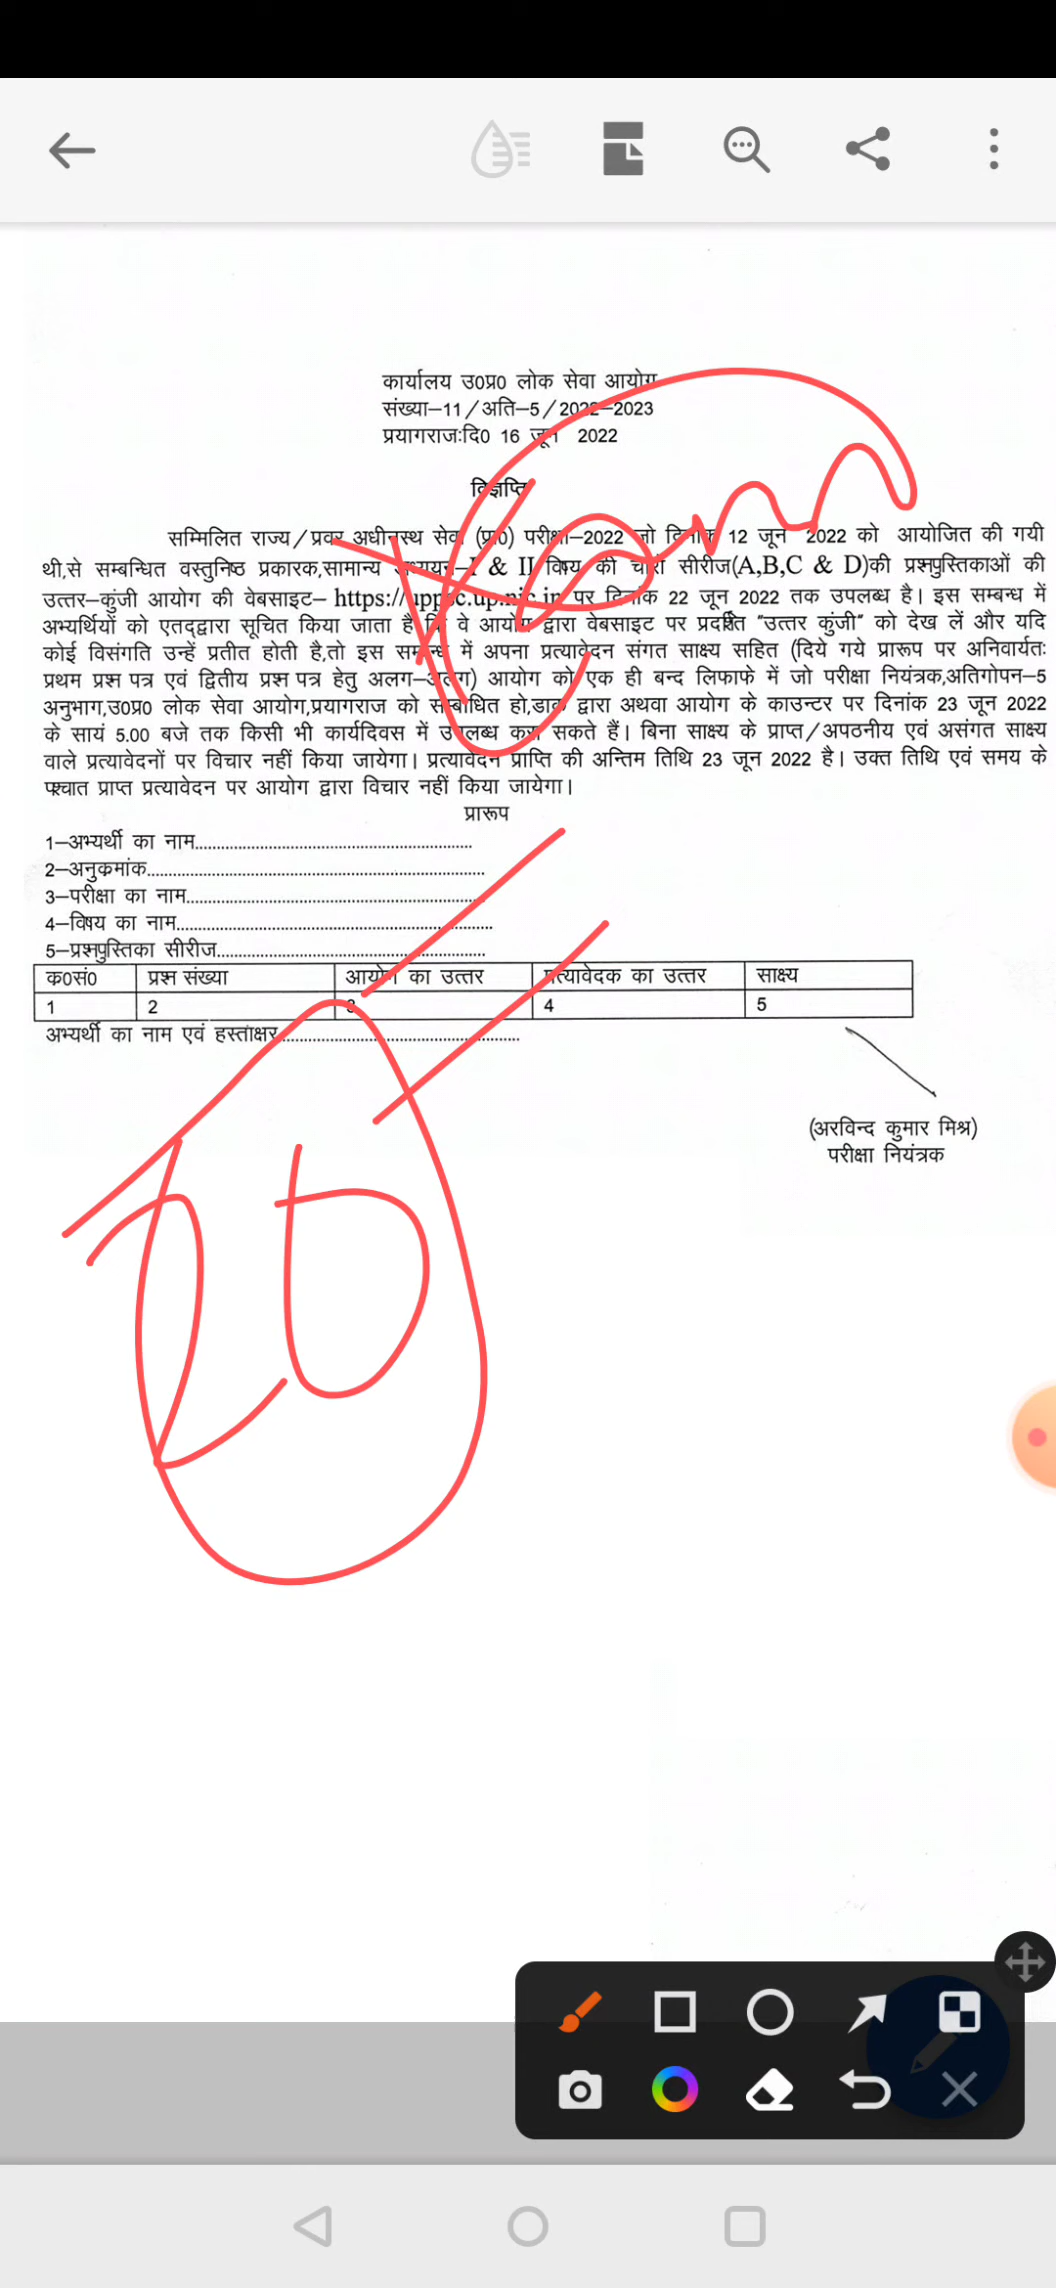 कार्यालय उ0प्र0 लोक सेवा आयोग
संख्या–11/अति–5/2022–2023
प्रयागराजःदि0 16 जून 2022
विज्ञप्ति
सम्मिलित राज्य/प्रवर अधीनस्थ सेवा (प्रा0) परीक्षा–2022 जो दिनांक 12 जून 2022 को आयोजित की गयी
थी,से सम्बन्धित वस्तुनिष्ठ प्रकारक,सामान्य अध्ययन–I & II विषय की चारों सीरीज(A,B,C & D)की प्रश्नपुस्तिकाओं की
उत्तर–कुंजी आयोग की वेबसाइट– https://uppsc.up.nic.in पर दिनांक 22 जून 2022 तक उपलब्ध है। इस सम्बन्ध में
अभ्यर्थियों को एतद्द्वारा सूचित किया जाता है कि वे आयोग द्वारा वेबसाइट पर प्रदर्शित "उत्तर कुंजी" को देख लें और यदि
कोई विसंगति उन्हें प्रतीत होती है,तो इस सम्बन्ध में अपना प्रत्यावेदन संगत साक्ष्य सहित (दिये गये प्रारूप पर अनिवार्यतः
प्रथम प्रश्न पत्र एवं द्वितीय प्रश्न पत्र हेतु अलग–अलग) आयोग को एक ही बन्द लिफाफे में जो परीक्षा नियंत्रक,अतिगोपन–5
अनुभाग,उ0प्र0 लोक सेवा आयोग,प्रयागराज को सम्बोधित हो,डाक द्वारा अथवा आयोग के काउन्टर पर दिनांक 23 जून 2022
के सायं 5.00 बजे तक किसी भी कार्यदिवस में उपलब्ध करा सकते हैं। बिना साक्ष्य के प्राप्त/अपठनीय एवं असंगत साक्ष्य
वाले प्रत्यावेदनों पर विचार नहीं किया जायेगा। प्रत्यावेदन प्राप्ति की अन्तिम तिथि 23 जून 2022 है। उक्त तिथि एवं समय के
पश्चात प्राप्त प्रत्यावेदन पर आयोग द्वारा विचार नहीं किया जायेगा।
प्रारूप
1–अभ्यर्थी का नाम
2–अनुक्रमांक
3–परीक्षा का नाम
4–विषय का नाम
5–प्रश्नपुस्तिका सीरीज
क0सं0 प्रश्न संख्या आयोग का उत्तर प्रत्यावेदक का उत्तर साक्ष्य
1 2 3 4 5
अभ्यर्थी का नाम एवं हस्ताक्षर
(अरविन्द कुमार मिश्र)
परीक्षा नियंत्रक
20